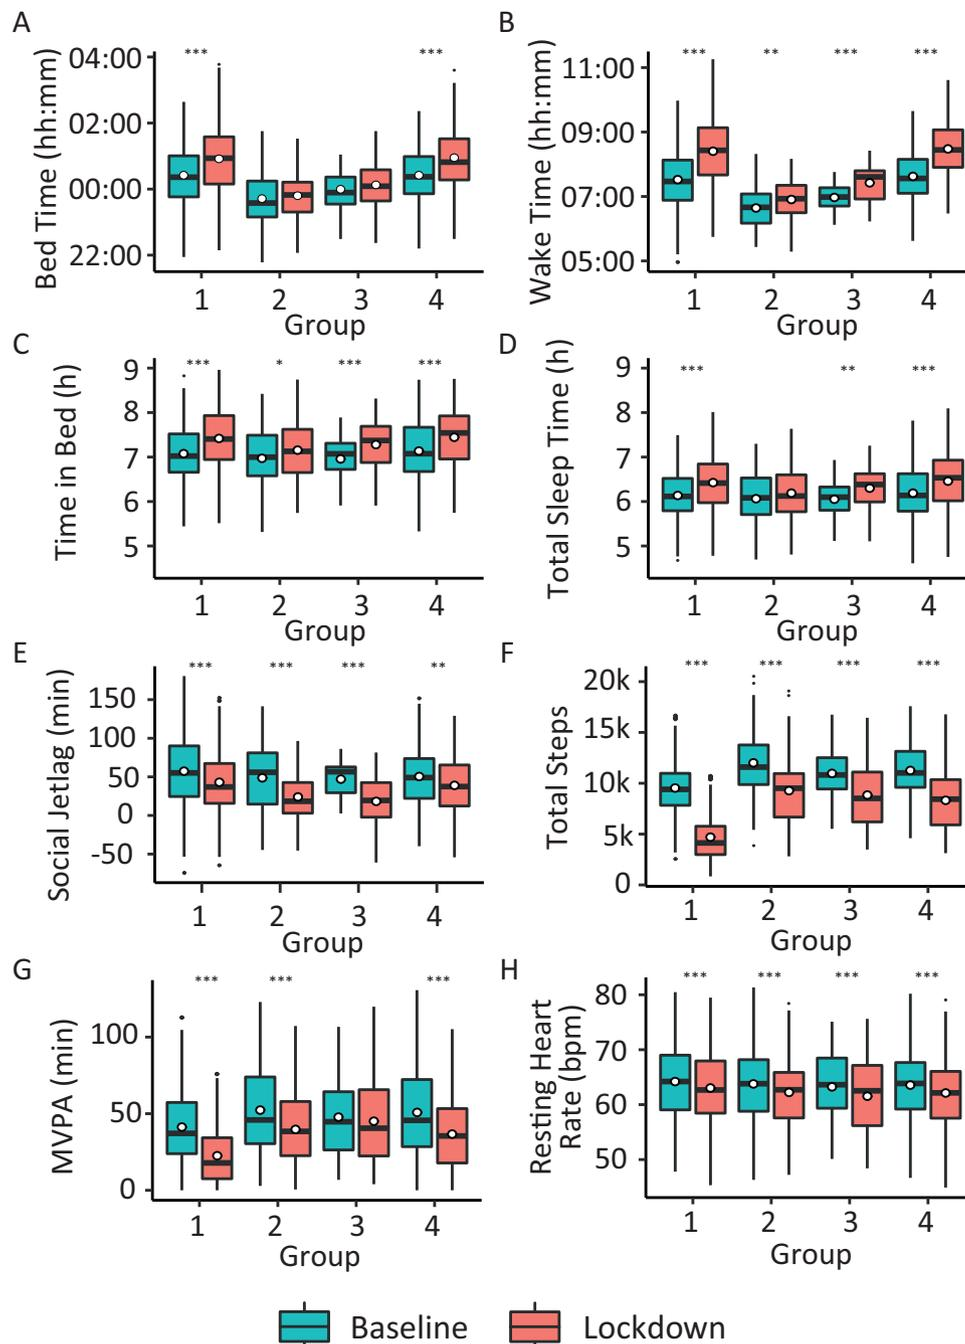 A
Bed Time (hh:mm)
04:00
02:00
00:00
22:00
*** ***
1 2 3 4
Group
B
Wake Time (hh:mm)
11:00
09:00
07:00
05:00
*** ** *** ***
1 2 3 4
Group
C
Time in Bed (h)
9
8
7
6
5
*** * *** ***
1 2 3 4
Group
D
Total Sleep Time (h)
9
8
7
6
5
*** ** ***
1 2 3 4
Group
E
Social Jetlag (min)
150
100
50
0
-50
*** *** *** **
1 2 3 4
Group
F
Total Steps
20k
15k
10k
5k
0
*** *** *** ***
1 2 3 4
Group
G
MVPA (min)
100
50
0
*** *** ***
1 2 3 4
Group
H
Resting Heart
Rate (bpm)
80
70
60
50
*** *** *** ***
1 2 3 4
Group
Baseline Lockdown